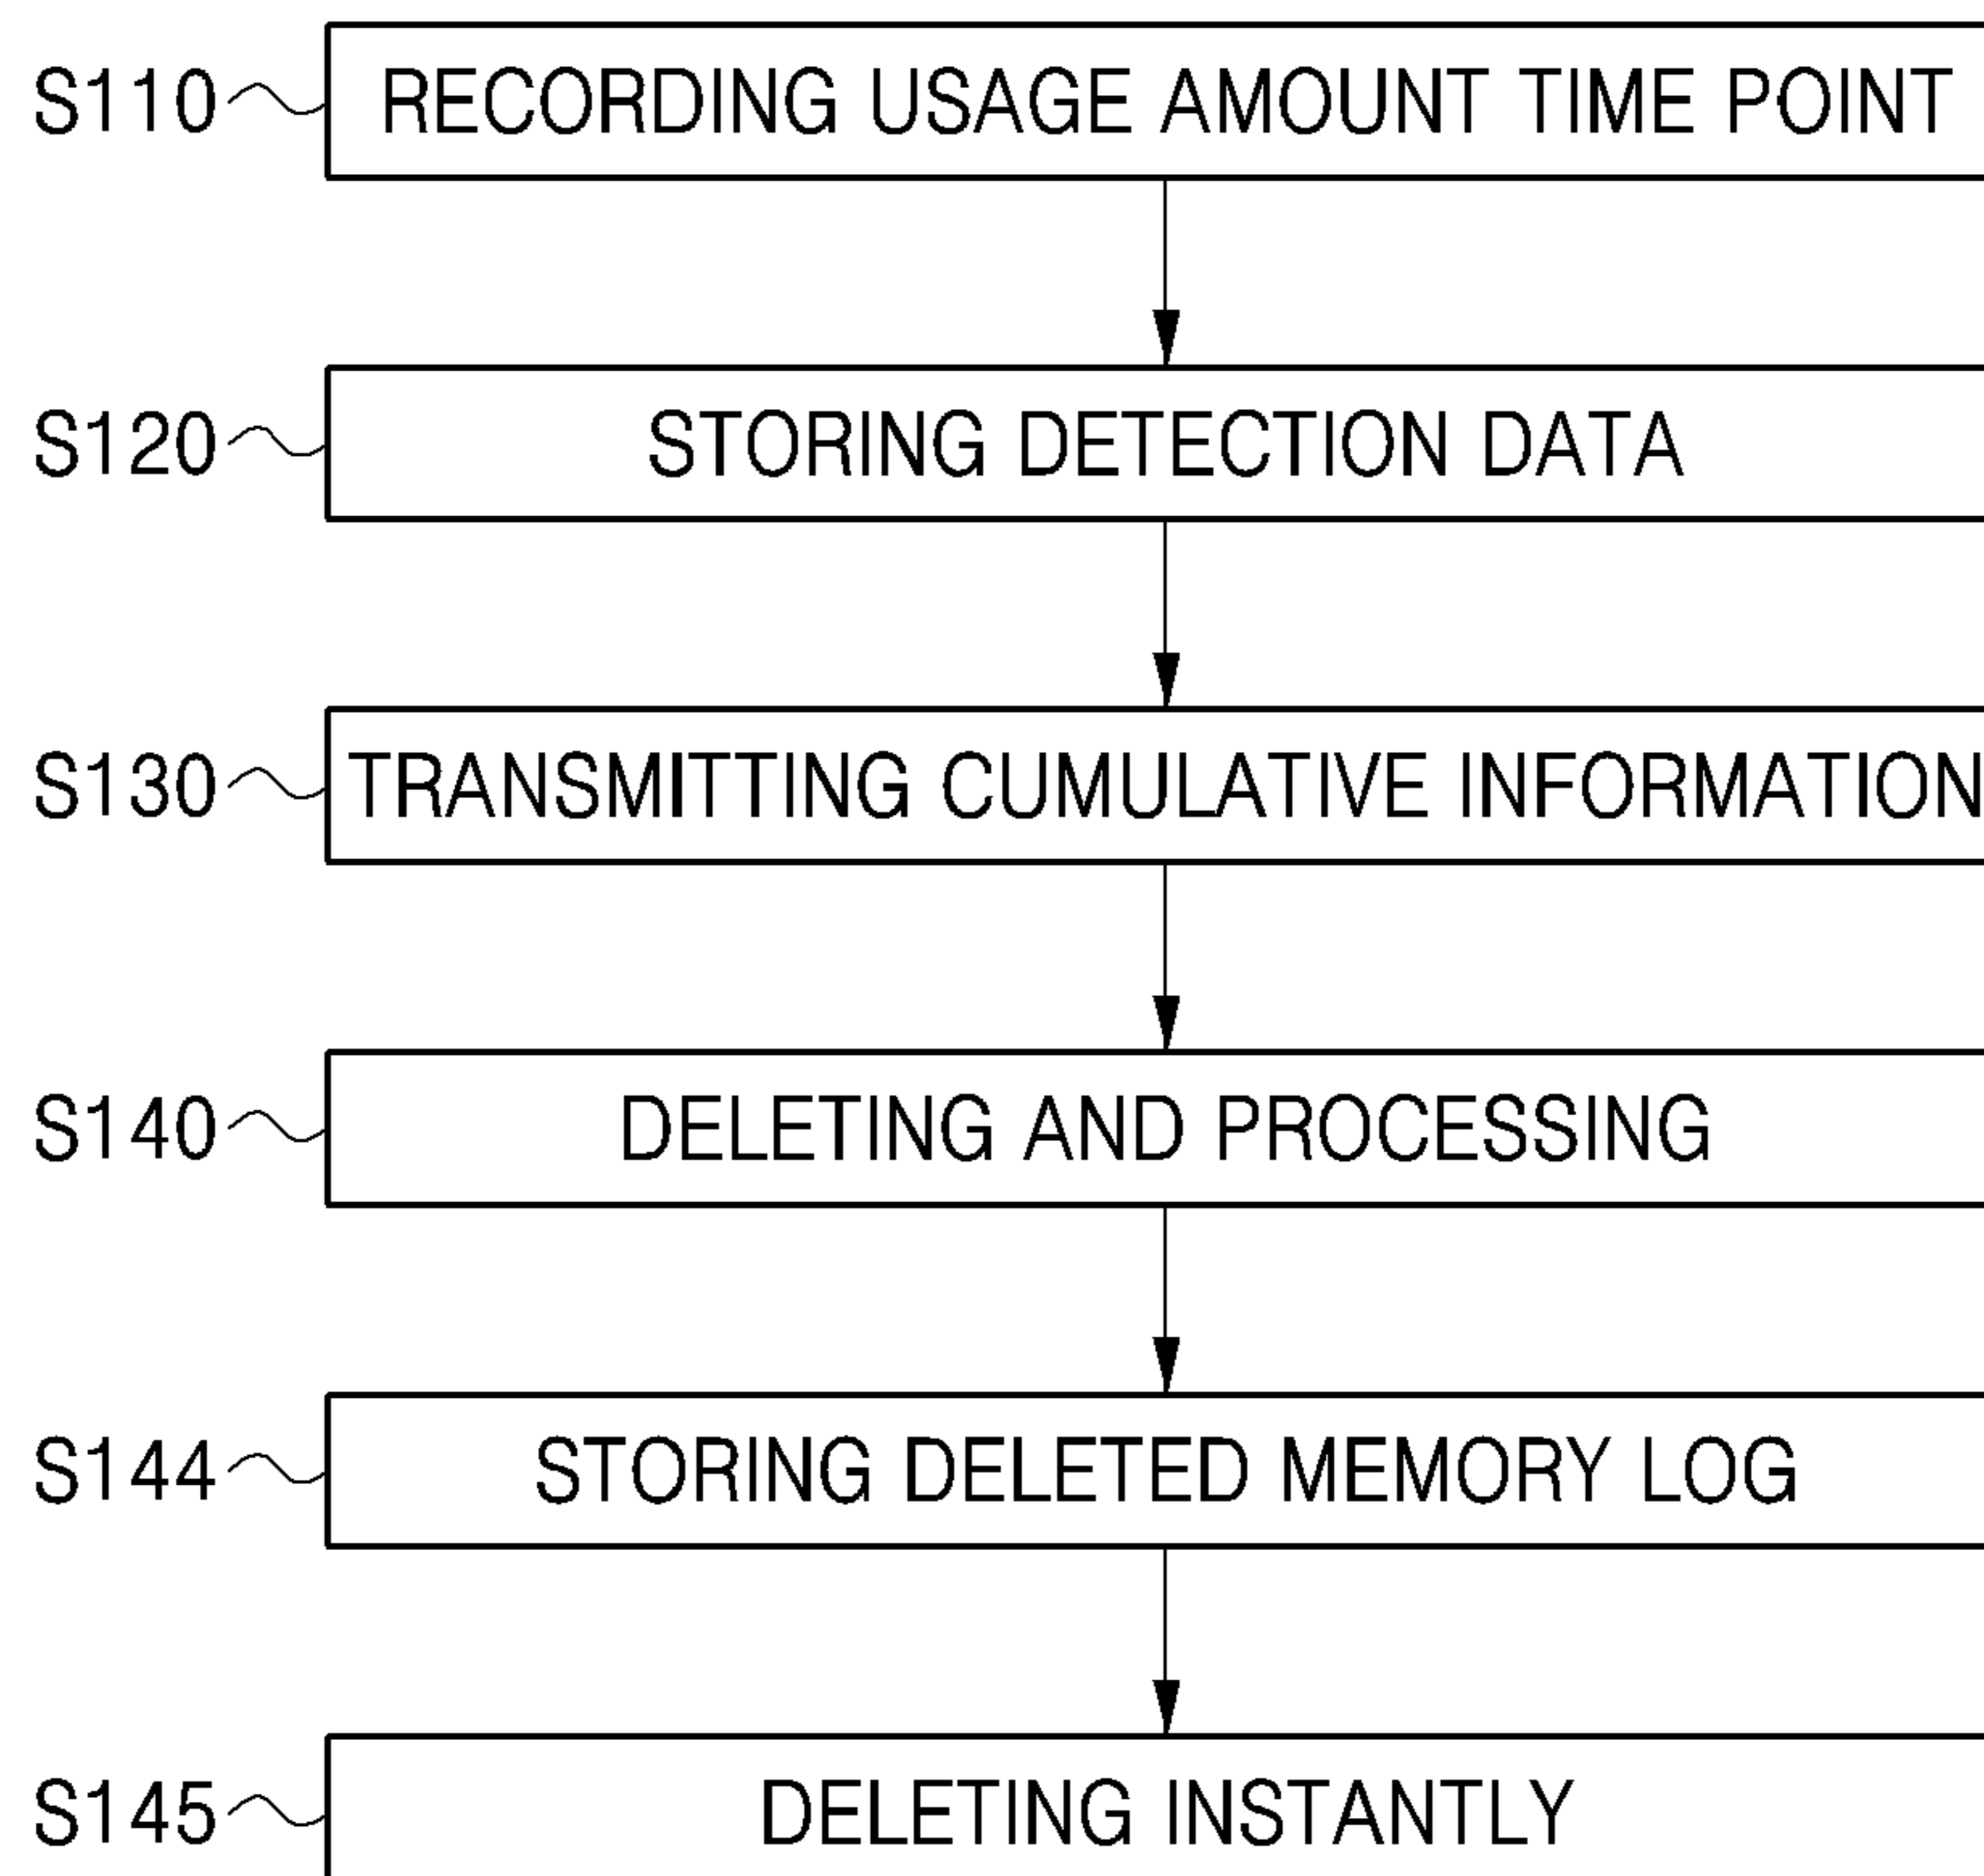 S110 RECORDING USAGE AMOUNT TIME POINT
S120 STORING DETECTION DATA
S130 TRANSMITTING CUMULATIVE INFORMATION
S140 DELETING AND PROCESSING
S144 STORING DELETED MEMORY LOG
S145 DELETING INSTANTLY